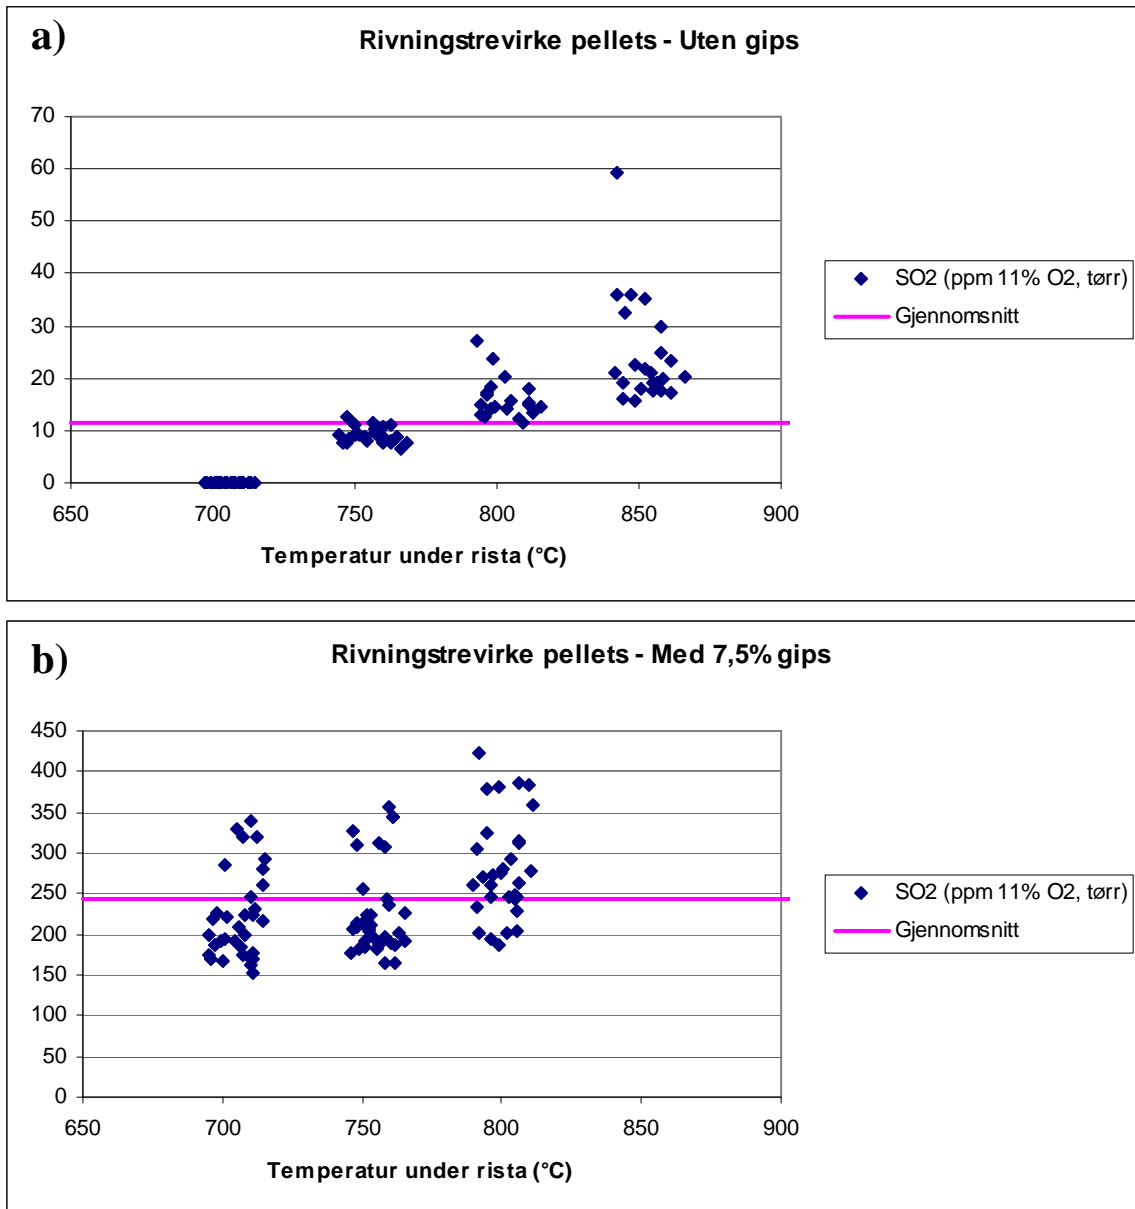 a)
Rivningstrevirke pellets - Uten gips
70
60
50
40
30
20
10
0
650 700 750 800 850 900
Temperatur under rista (°C)
SO2 (ppm 11% O2, tørr)
Gjennomsnitt
b)
Rivningstrevirke pellets - Med 7,5% gips
450
400
350
300
250
200
150
100
50
0
650 700 750 800 850 900
Temperatur under rista (°C)
SO2 (ppm 11% O2, tørr)
Gjennomsnitt